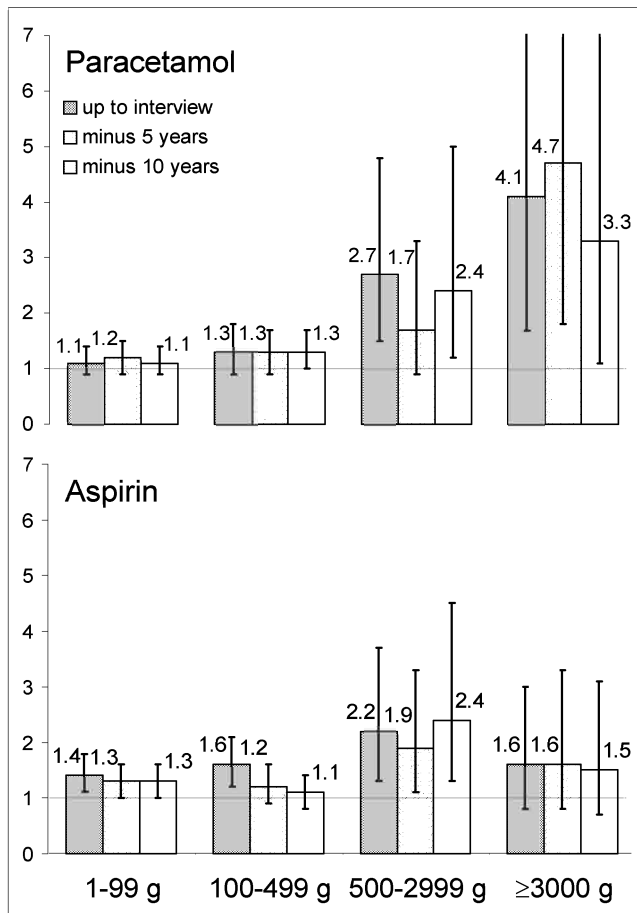 7
Paracetamol
6
up to interview
minus 5 years
5
minus 10 years
4.7
4.1
4
3.3
3
2.7
2.4
1.7
2
1.3 1.3 1.3
1.1 1.2 1.1
1
0
7
Aspirin
6
5
4
3
2.2 1.9 2.4
2
1.4 1.3 1.3 1.6 1.2 1.1 1.6 1.6 1.5
1
0
1-99 g 100-499 g 500-2999 g ≥3000 g